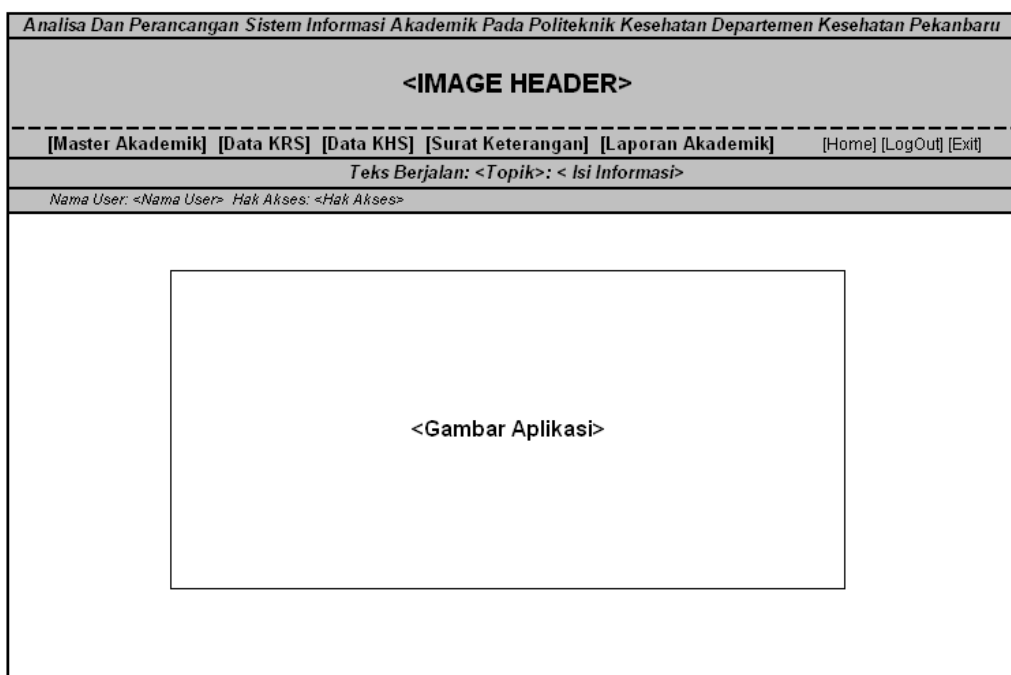 Analisa Dan Perancangan Sistem Informasi Akademik Pada Politeknik Kesehatan Departemen Kesehatan Pekanbaru
<IMAGE HEADER>
[Master Akademik] [Data KRS] [Data KHS] [Surat Keterangan] [Laporan Akademik] [Home] [LogOut] [Exit]
Teks Berjalan: <Topik>: < Isi Informasi>
Nama User: <Nama User> Hak Akses: <Hak Akses>
<Gambar Aplikasi>